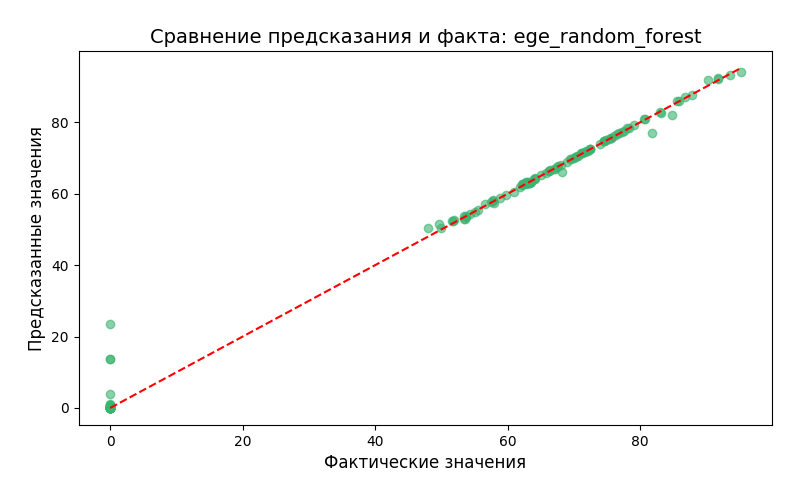 Сравнение предсказания и факта: ege_random_forest
Предсказанные значения
80
60
40
20
0
0 20 40 60 80
Фактические значения